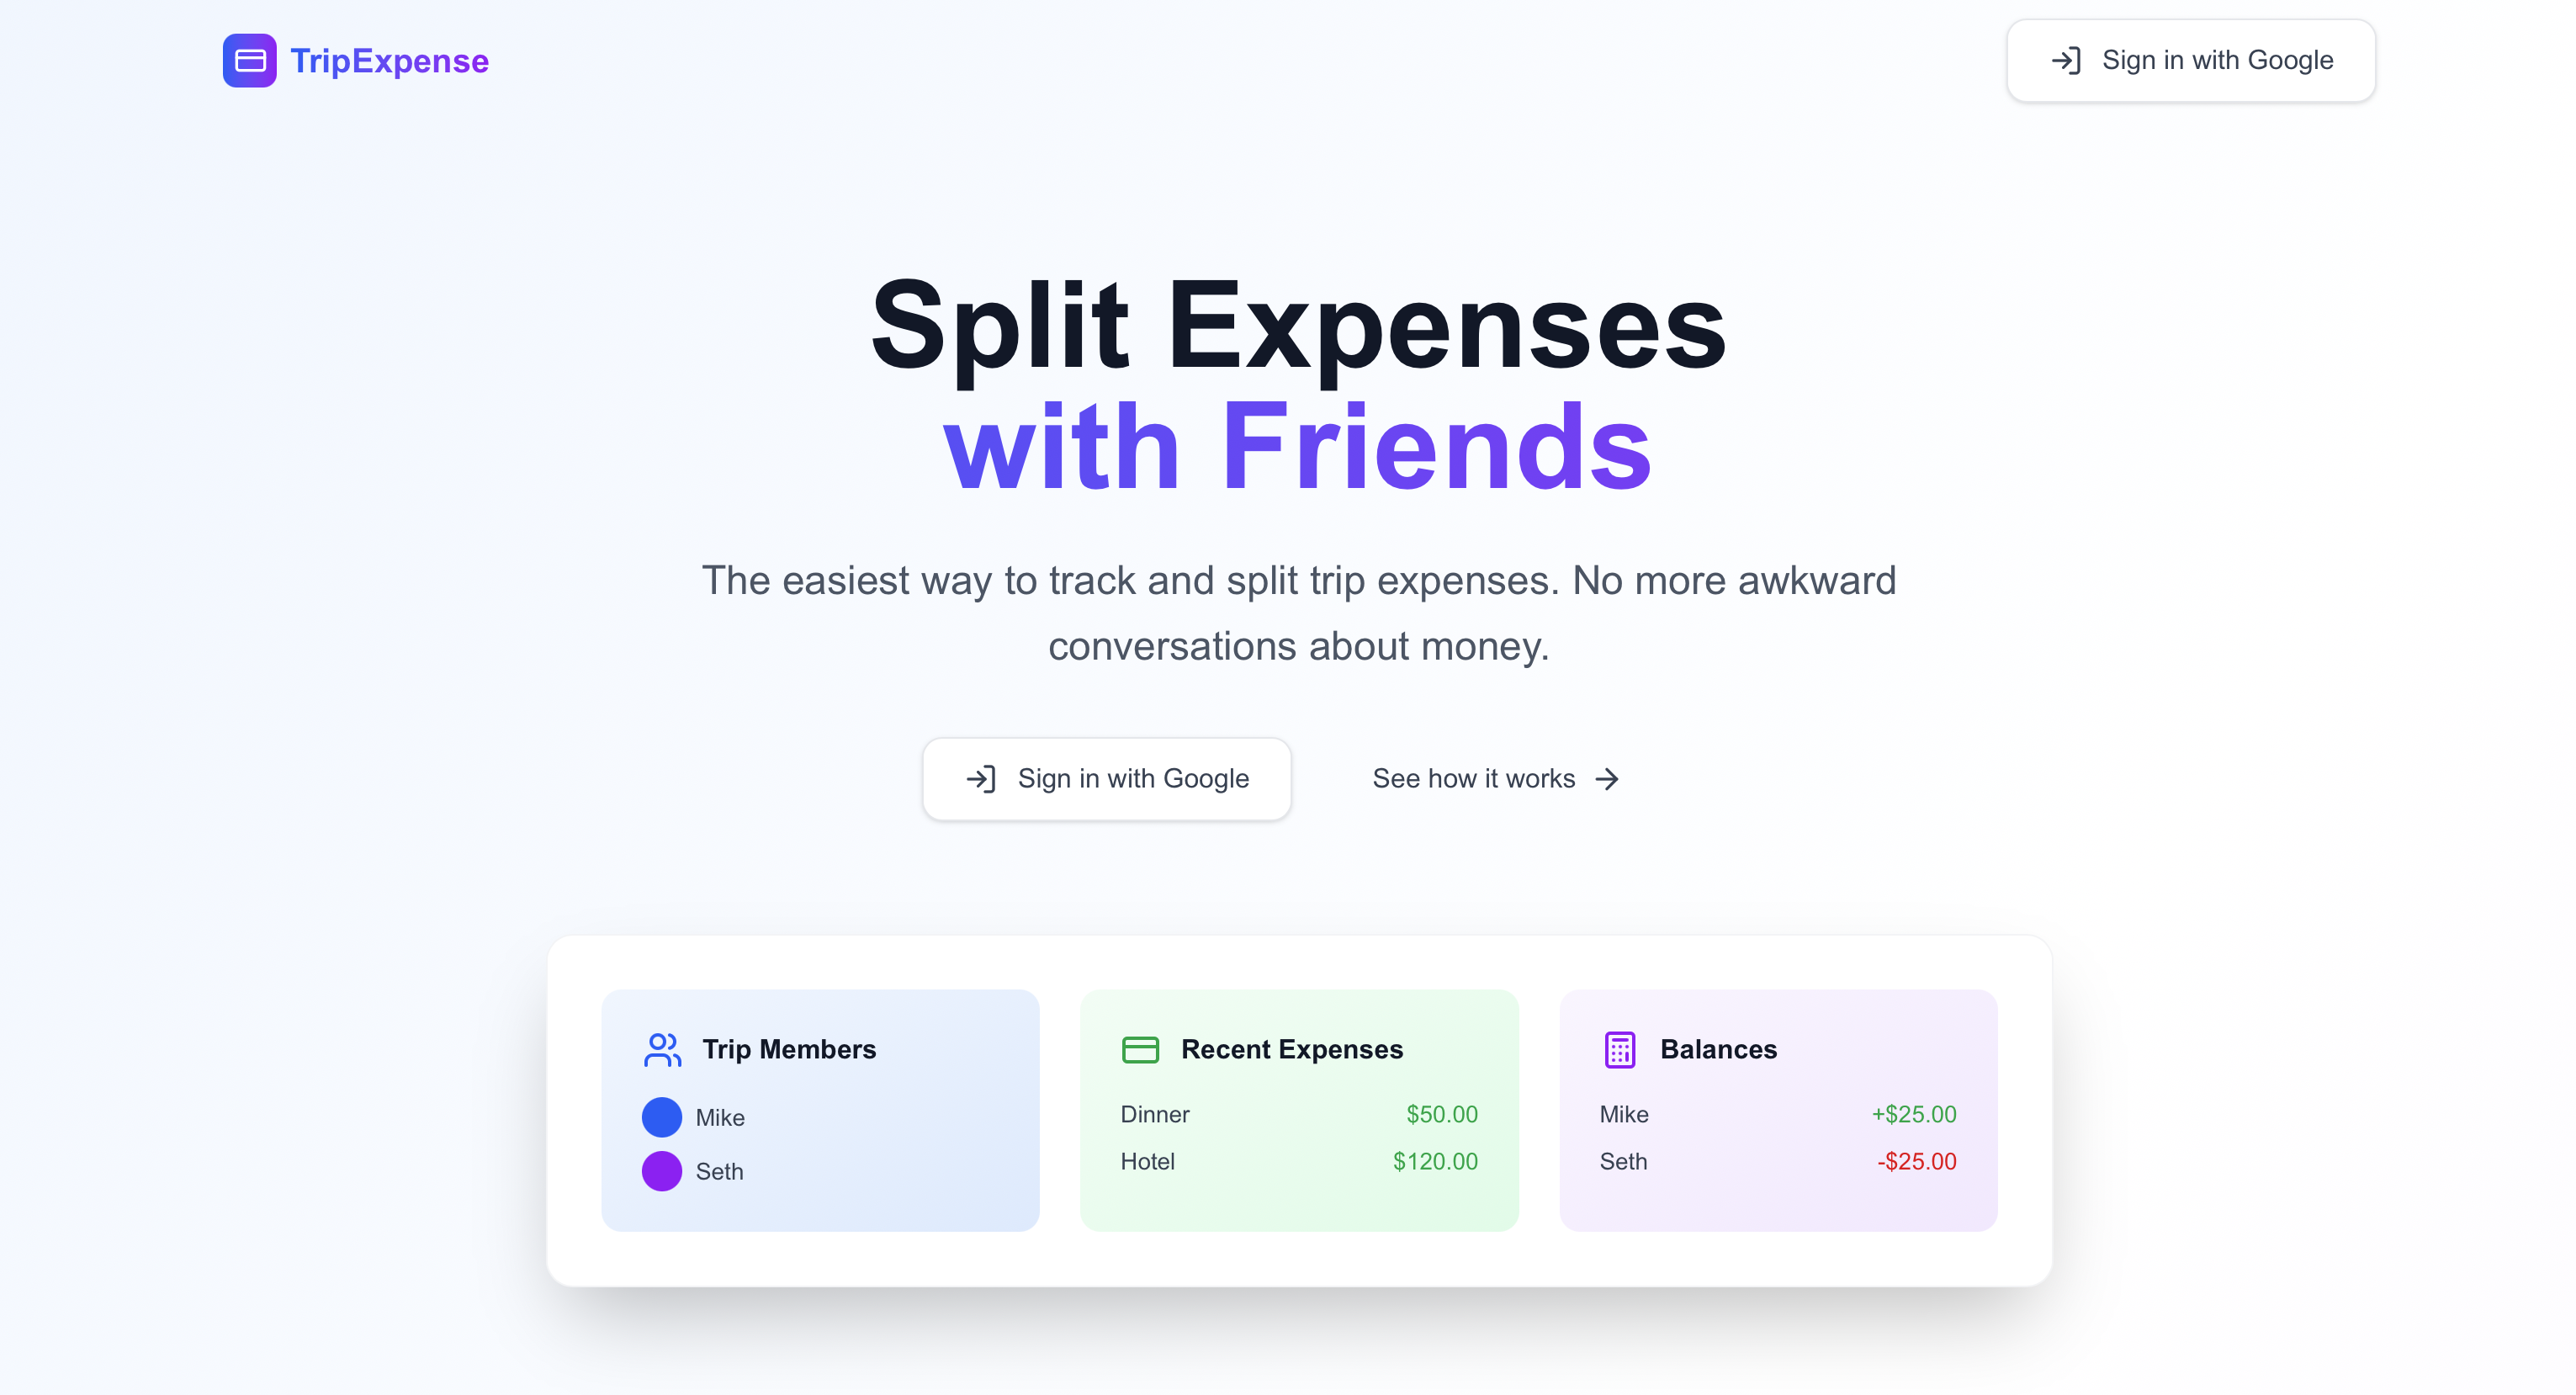 TripExpense
Sign in with Google
Split Expenses
with Friends
The easiest way to track and split trip expenses. No more awkward
conversations about money.
Sign in with Google
See how it works
Trip Members
Mike
Seth
Recent Expenses
Dinner $50.00
Hotel $120.00
Balances
Mike +$25.00
Seth -$25.00